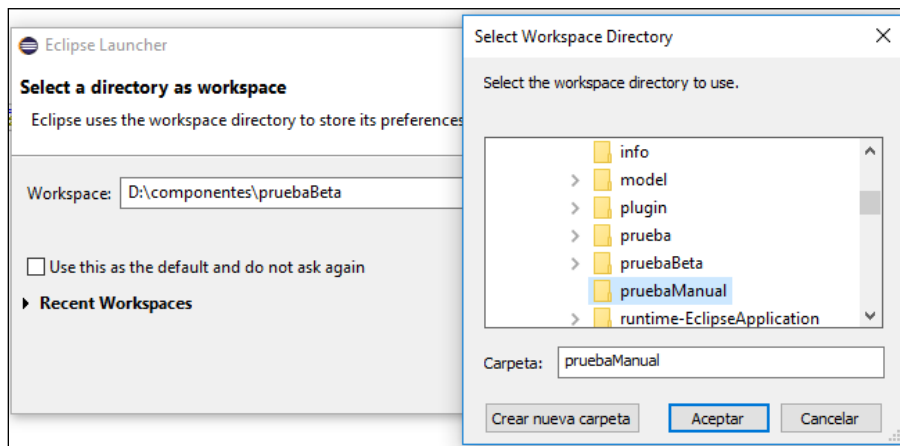 Eclipse Launcher
Select a directory as workspace
Eclipse uses the workspace directory to store its preferences
Workspace: D:\componentes\pruebaBeta
Use this as the default and do not ask again
Recent Workspaces
Select Workspace Directory
Select the workspace directory to use.
info
model
plugin
prueba
pruebaBeta
pruebaManual
runtime-EclipseApplication
Carpeta: pruebaManual
Crear nueva carpeta Aceptar Cancelar